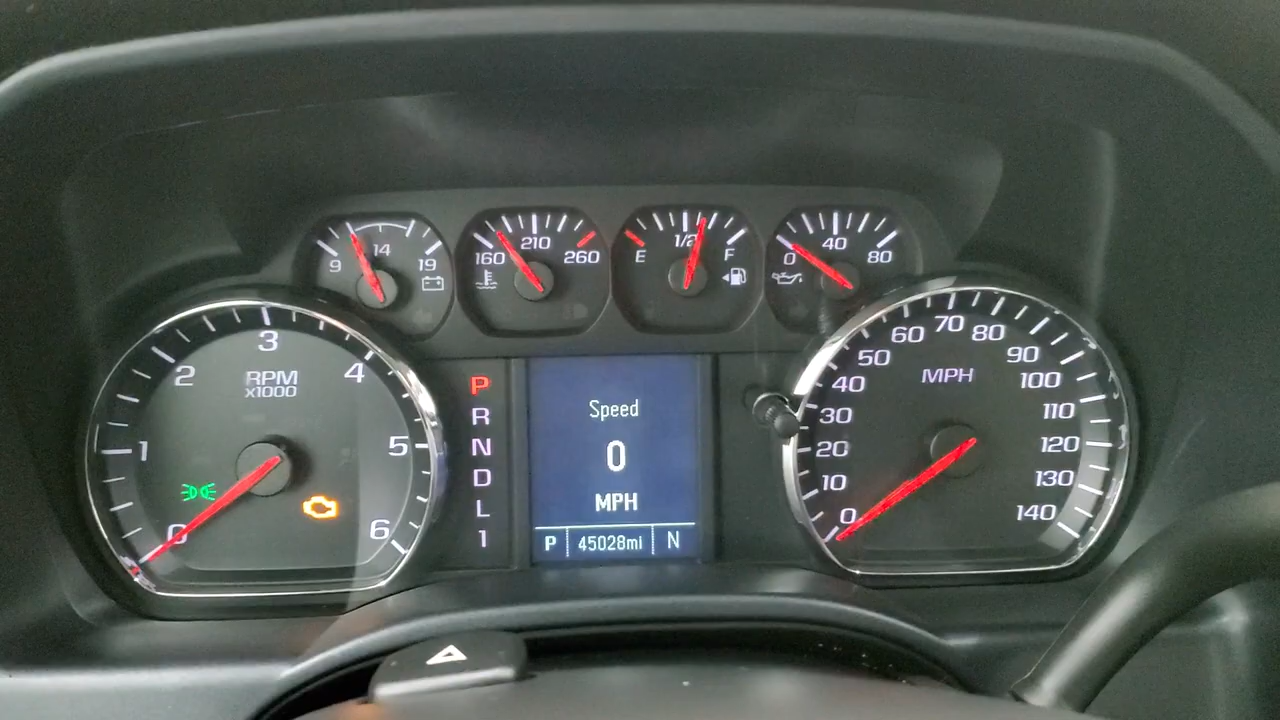 9 14 19
160 210 260
E 1/2 F
0 40 80
0 1 2 3 4 5 6
RPM
x1000
P
R
N
D
L
1
Speed
0
MPH
P 45028mi N
MPH
0 10 20 30 40 50 60 70 80 90 100 110 120 130 140